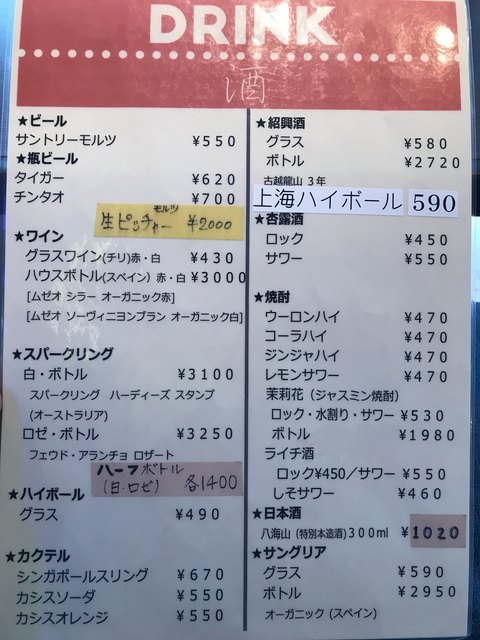 DRINK
酒
★ビール
サントリーモルツ ¥550
★瓶ビール
タイガー ¥620
チンタオ ¥700
モルツ
生ピッチャー ¥2000
★ワイン
グラスワイン(チリ)赤・白 ¥430
ハウスボトル(スペイン) 赤・白 ¥3000
[ムゼオ シラー オーガニック赤]
[ムゼオ ソーヴィニヨンブラン オーガニック白]
★スパークリング
白・ボトル ¥3100
スパークリング ハーディーズ スタンプ
(オーストラリア)
ロゼ・ボトル ¥3250
フェウド・アランチョ ロザート
ハーフボトル
(白・ロゼ) 各1400
★ハイボール
グラス ¥490
★カクテル
シンガポールスリング ¥670
カシスソーダ ¥550
カシスオレンジ ¥550
★紹興酒
グラス ¥580
ボトル ¥2720
古越龍山 3年
上海ハイボール 590
★杏露酒
ロック ¥450
サワー ¥550
★焼酎
ウーロンハイ ¥470
コーラハイ ¥470
ジンジャハイ ¥470
レモンサワー ¥470
茉莉花 (ジャスミン焼酎)
ロック・水割り・サワー ¥530
ボトル ¥1980
ライチ酒
ロック¥450/サワー ¥550
しそサワー ¥460
★日本酒
八海山 (特別本造酒)300ml ¥1020
★サングリア
グラス ¥590
ボトル ¥2950
オーガニック (スペイン)